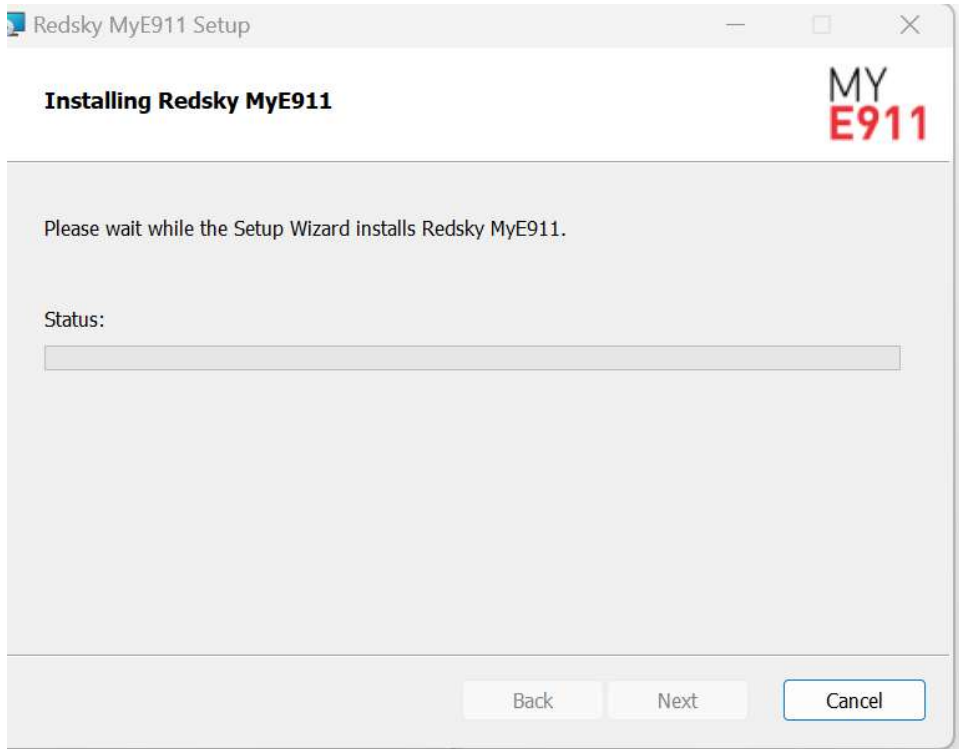 Redsky MyE911 Setup
Installing Redsky MyE911
MY
E911
Please wait while the Setup Wizard installs Redsky MyE911.
Status:
Back Next Cancel